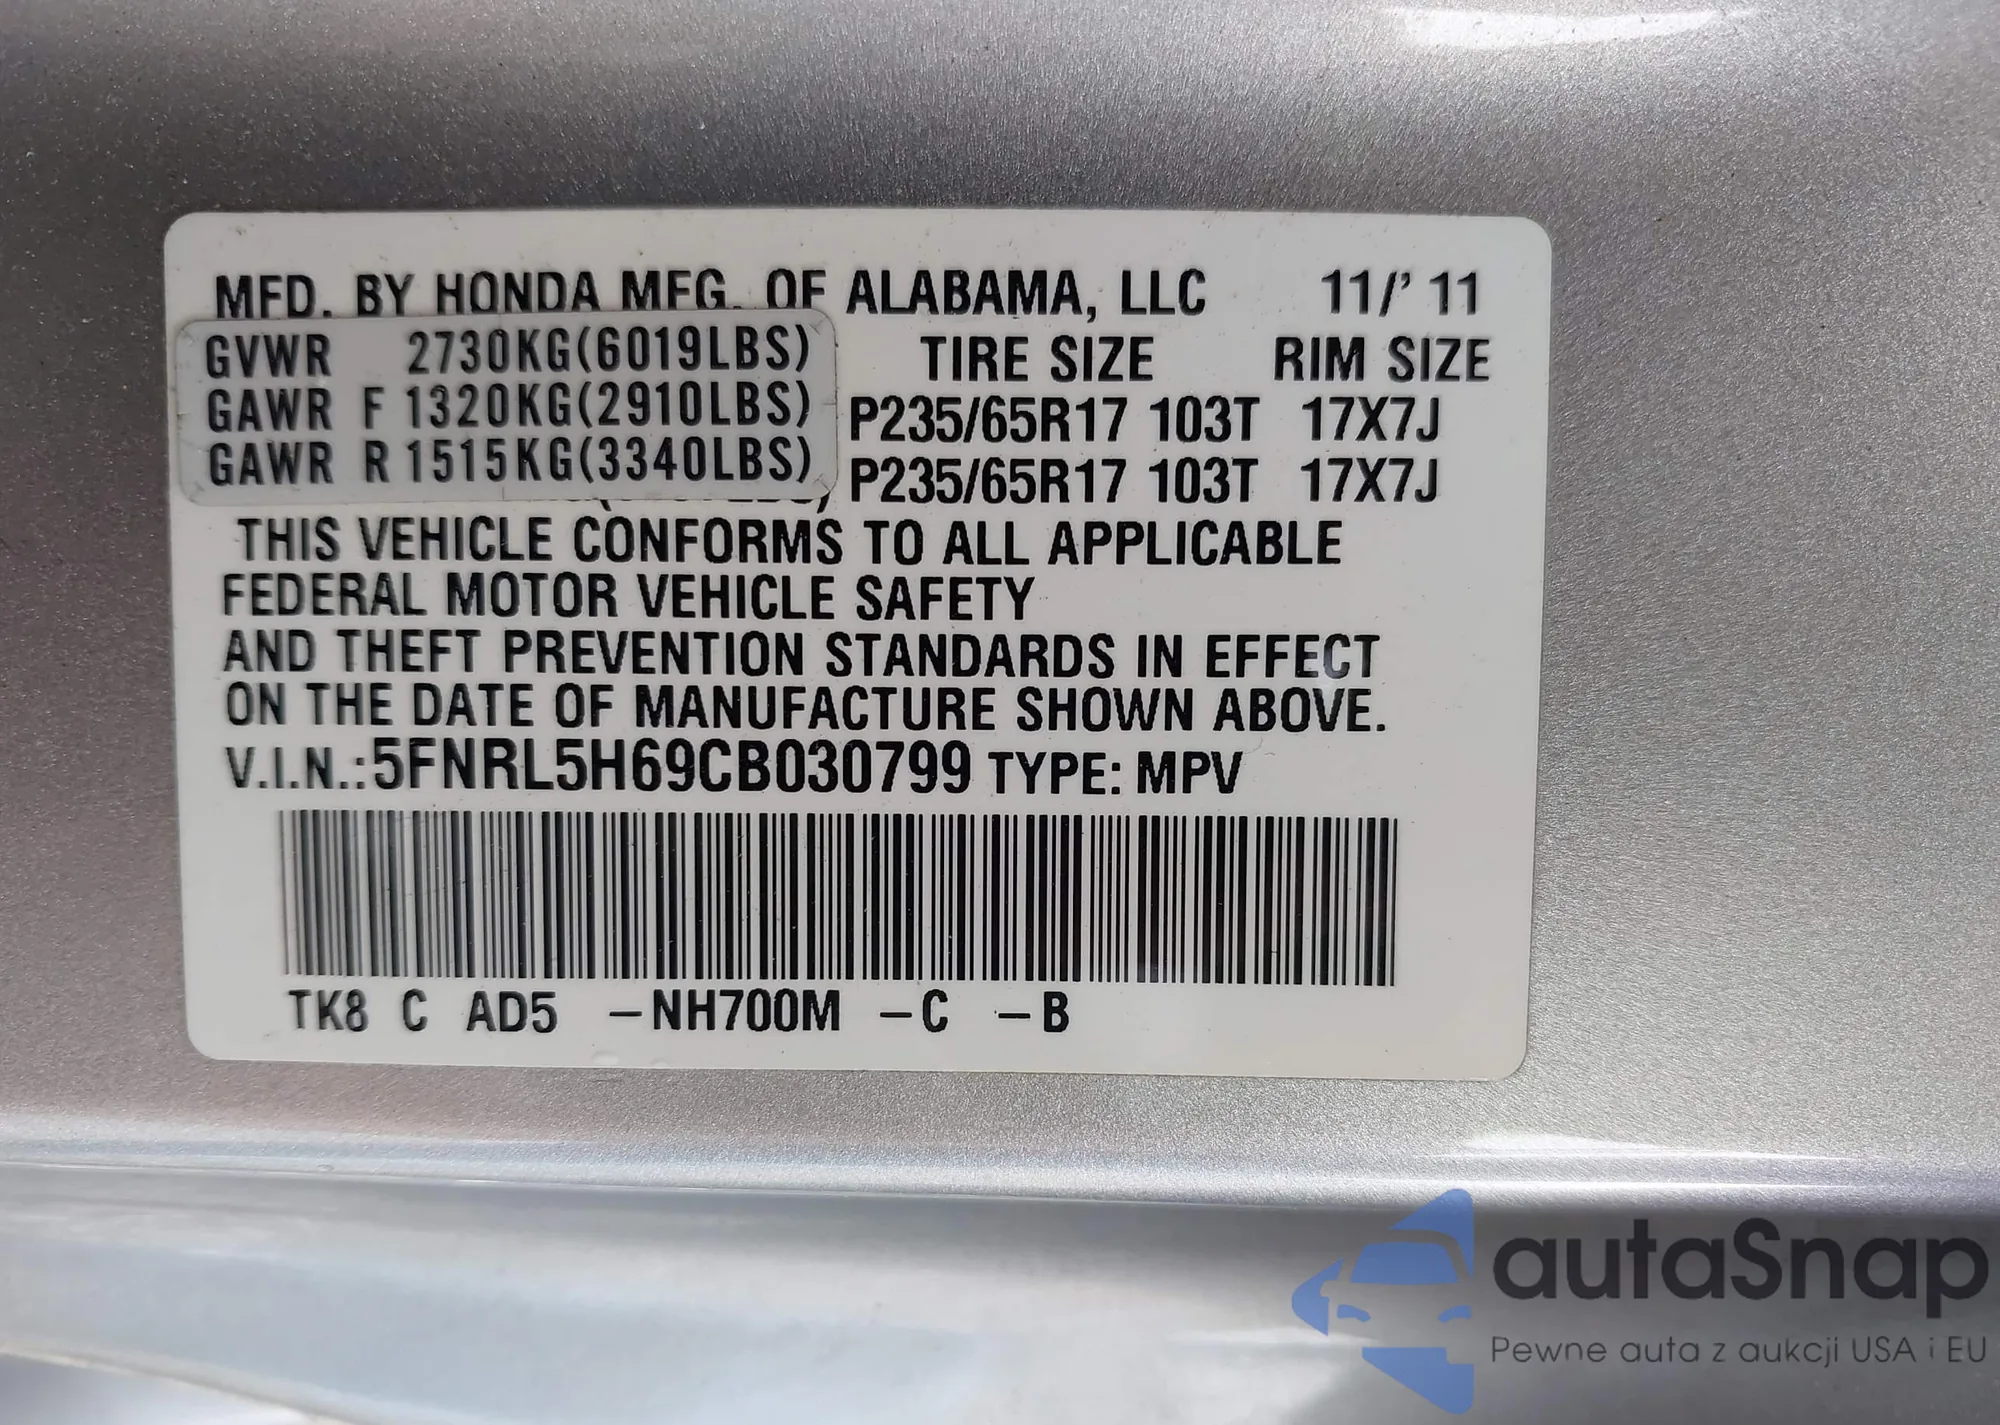 MFD. BY HONDA MFG. OF ALABAMA, LLC 11/' 11
GVWR 2730KG(6019LBS) TIRE SIZE RIM SIZE
GAWR F 1320KG(2910LBS) P235/65R17 103T 17X7J
GAWR R 1515KG(3340LBS) P235/65R17 103T 17X7J
THIS VEHICLE CONFORMS TO ALL APPLICABLE
FEDERAL MOTOR VEHICLE SAFETY
AND THEFT PREVENTION STANDARDS IN EFFECT
ON THE DATE OF MANUFACTURE SHOWN ABOVE.
V.I.N.:5FNRL5H69CB030799 TYPE: MPV
TK8 C AD5 –NH700M –C –B
autaSnap
Pewne auta z aukcji USA i EU